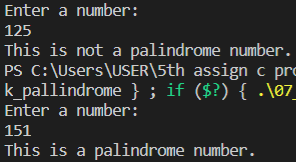 Enter a number:
125
This is not a palindrome number.
PS C:\Users\USER\5th assign c pro
k_pallindrome } ; if ($?) { .\07_
Enter a number:
151
This is a palindrome number.